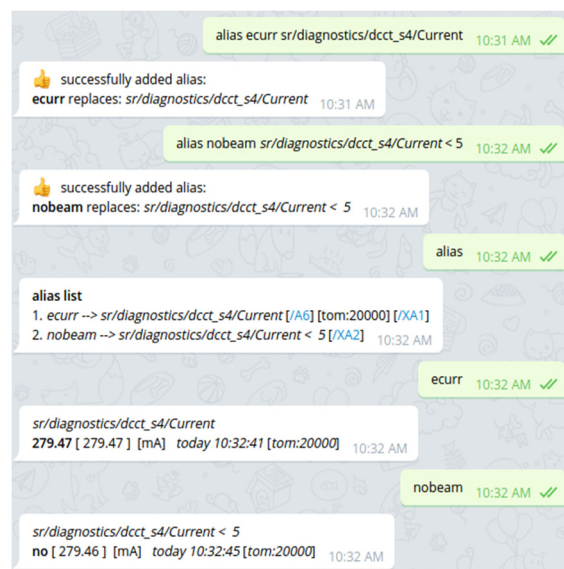 alias ecurr sr/diagnostics/dcct_s4/Current 10:31 AM
👍 successfully added alias:
ecurr replaces: sr/diagnostics/dcct_s4/Current 10:31 AM
alias nobeam sr/diagnostics/dcct_s4/Current < 5 10:32 AM
👍 successfully added alias:
nobeam replaces: sr/diagnostics/dcct_s4/Current < 5 10:32 AM
alias 10:32 AM
alias list
1. ecurr --> sr/diagnostics/dcct_s4/Current [/A6] [tom:20000] [/XA1]
2. nobeam --> sr/diagnostics/dcct_s4/Current < 5 [/XA2] 10:32 AM
ecurr 10:32 AM
sr/diagnostics/dcct_s4/Current
279.47 [ 279.47 ] [mA] today 10:32:41 [tom:20000] 10:32 AM
nobeam 10:32 AM
sr/diagnostics/dcct_s4/Current < 5
no [ 279.46 ] [mA] today 10:32:45 [tom:20000] 10:32 AM